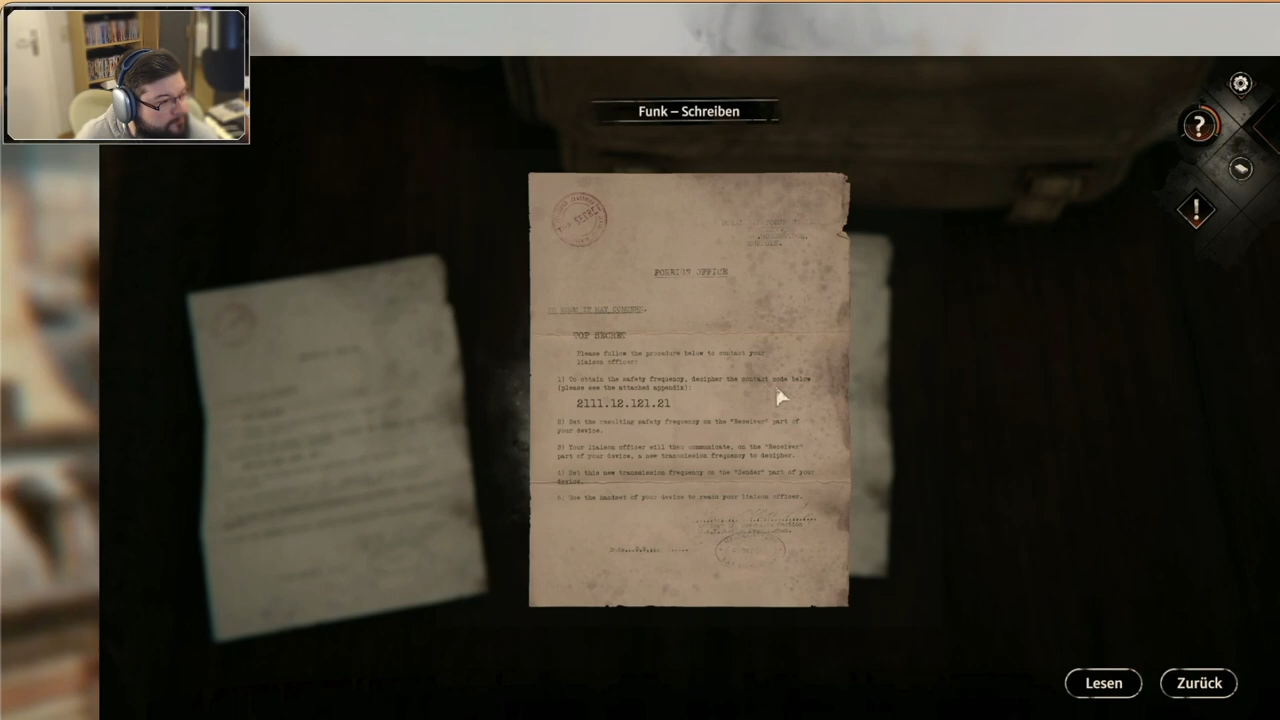 Funk – Schreiben
TOP SECRET
FOREIGN OFFICE
TO WHOM IT MAY CONCERN.
TOP SECRET
Please follow the procedure below to contact your
liaison officer:
1) To obtain the safety frequency, decipher the contact code below
(please see the attached appendix):
2111.12.121.21
2) Set the resulting safety frequency on the "Receiver" part of
your device.
3) Your liaison officer will then communicate, on the "Receiver"
part of your device, a new transmission frequency to decipher.
4) Set this new transmission frequency on the "Sender" part of your
device.
Use the handset of your device to reach your liaison officer.
Date
Lesen
Zurück